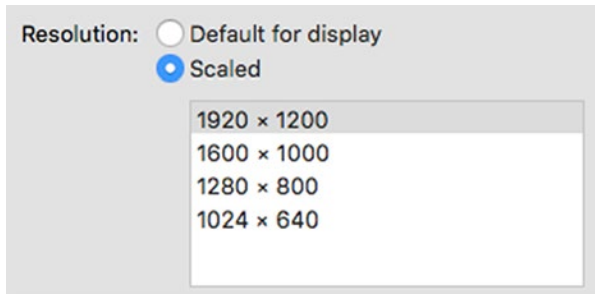 Resolution: Default for display
Scaled
1920 × 1200
1600 × 1000
1280 × 800
1024 × 640